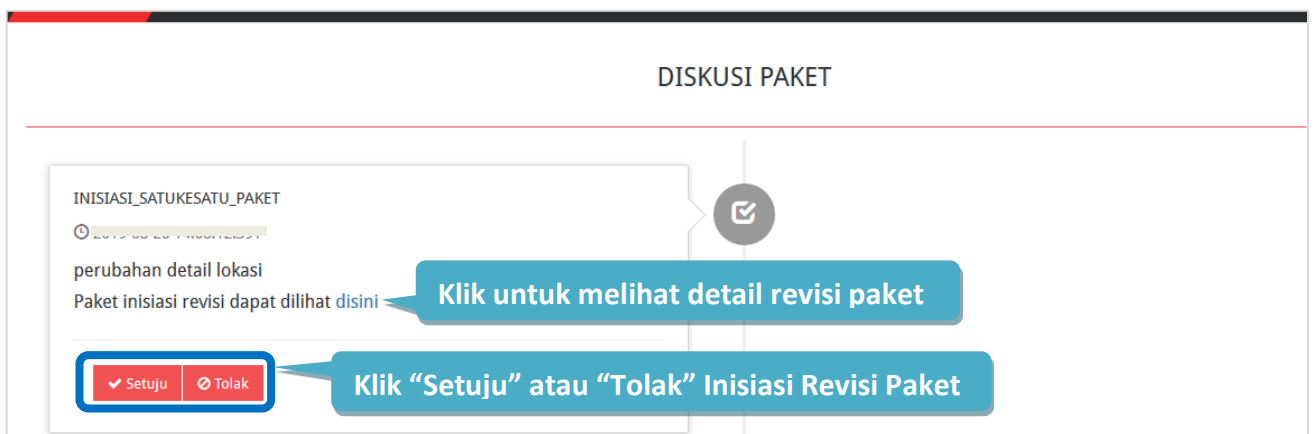 DISKUSI PAKET
INISIASI_SATUKESATU_PAKET
perubahan detail lokasi
Paket inisiasi revisi dapat dilihat disini
Klik untuk melihat detail revisi paket
Setuju
Tolak
Klik “Setuju” atau “Tolak” Inisiasi Revisi Paket